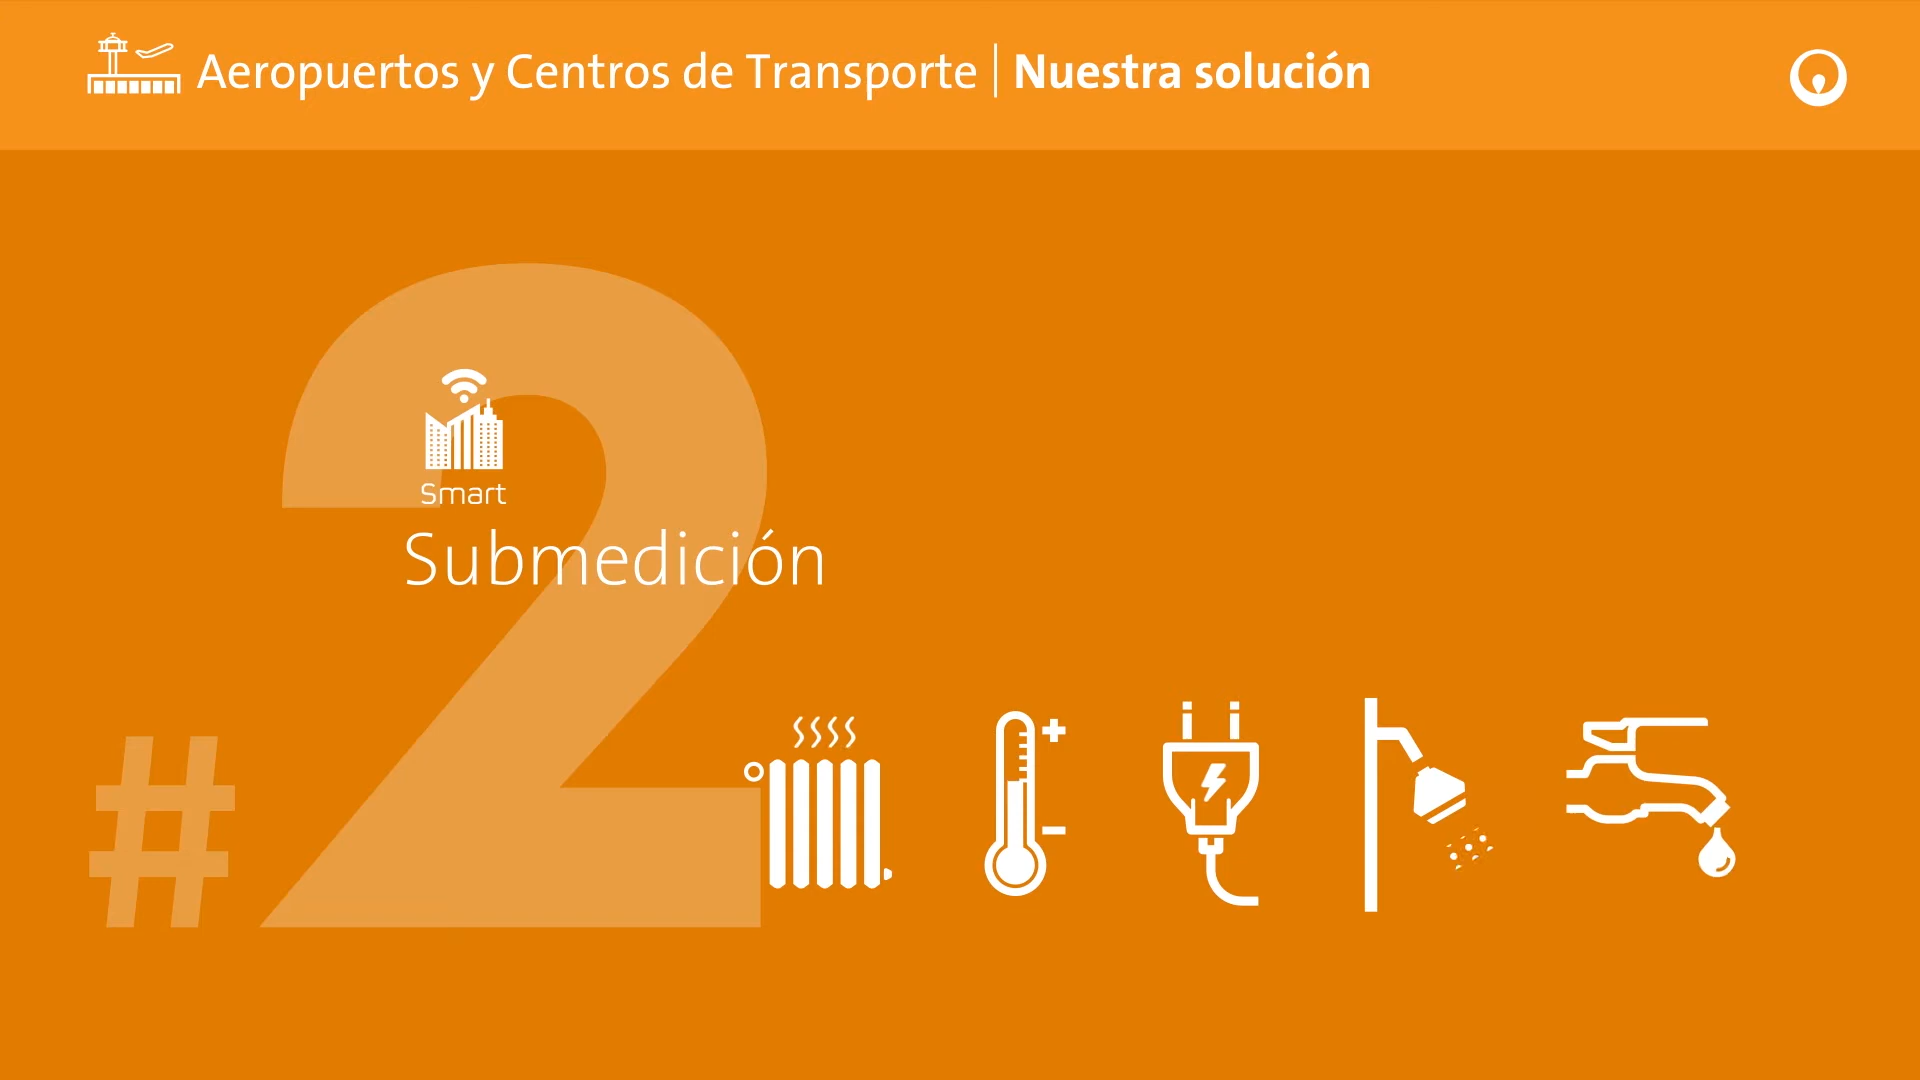 Aeropuertos y Centros de Transporte | Nuestra solución
Smart
Submedición
#2